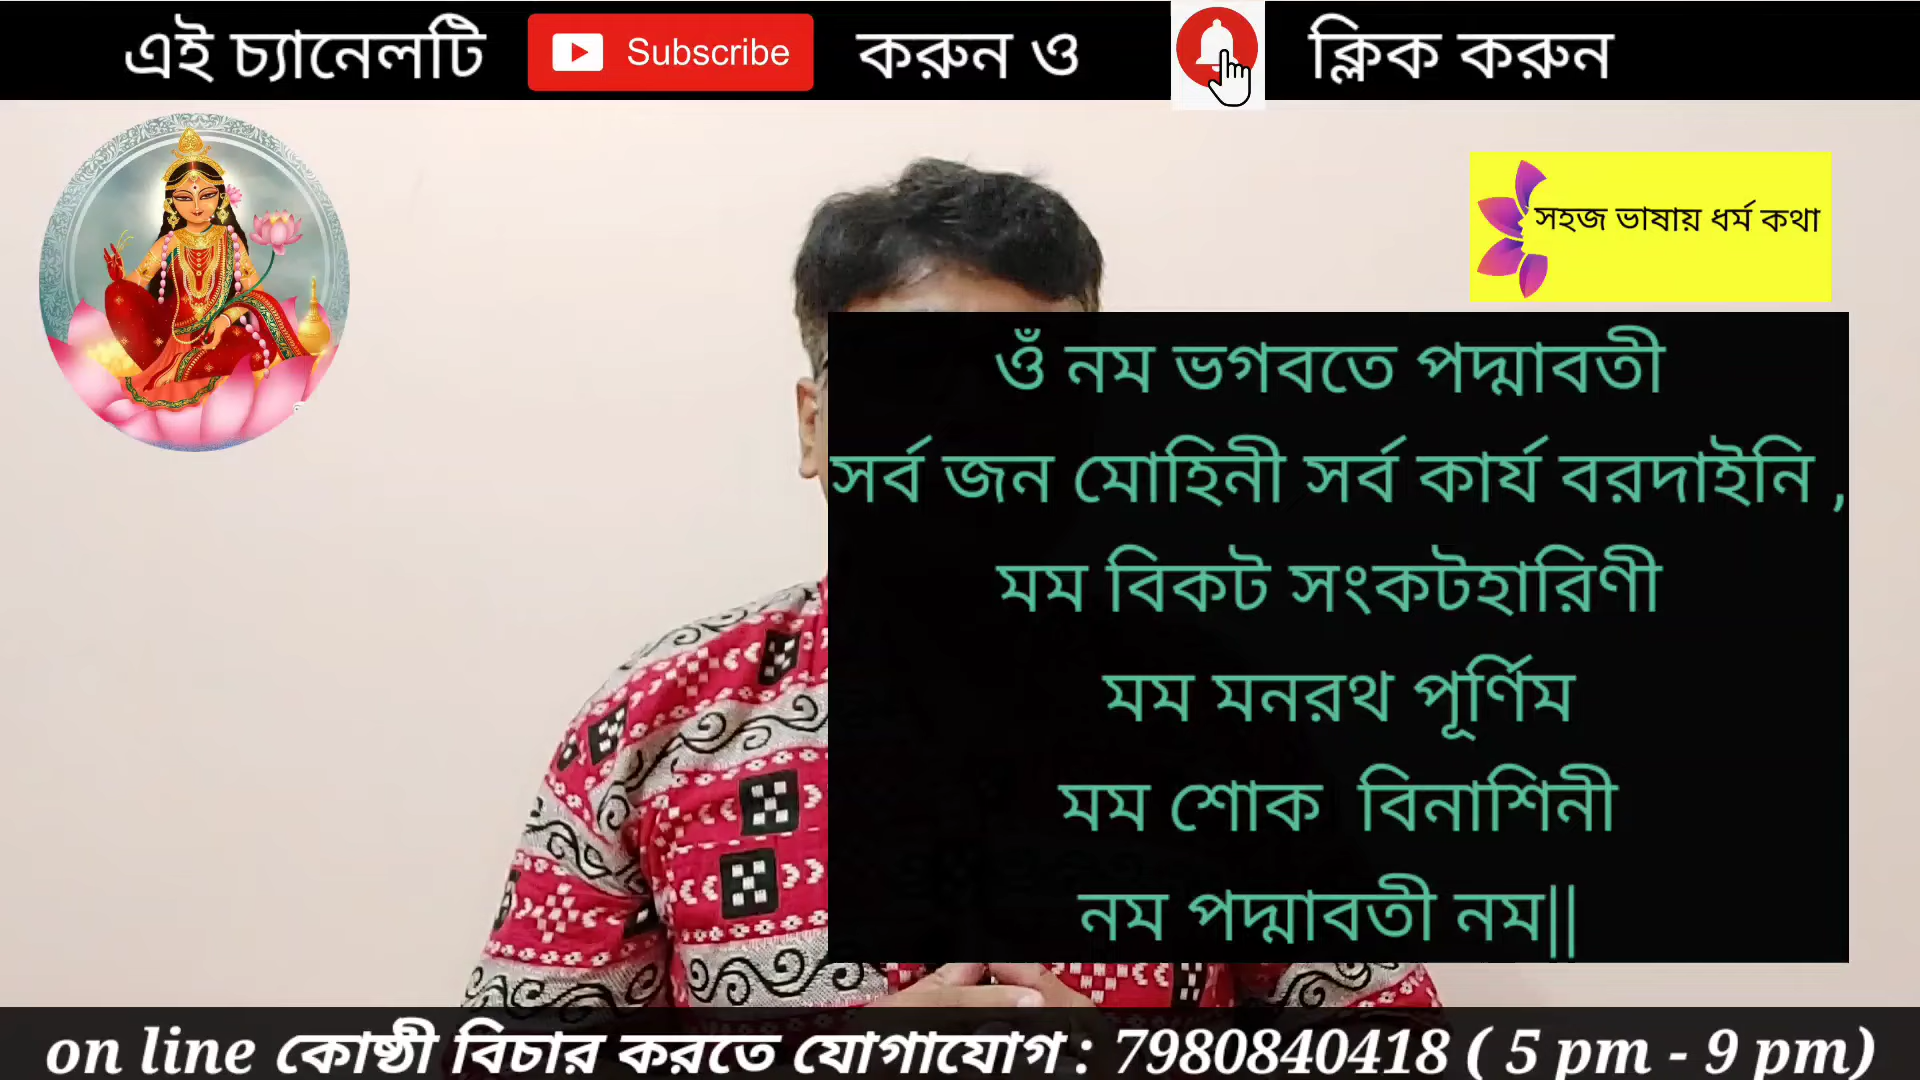 এই চ্যানেলটি Subscribe করুন ও ক্লিক করুন
সহজ ভাষায় ধর্ম কথা
ওঁ নম ভগবতে পদ্মাবতী
সর্ব জন মোহিনী সর্ব কার্য বরদাইনি ,
মম বিকট সংকটহারিণী
মম মনরথ পূর্ণিম
মম শোক বিনাশিনী
নম পদ্মাবতী নম||
on line কোষ্ঠী বিচার করতে যোগাযোগ : 7980840418 ( 5 pm - 9 pm)